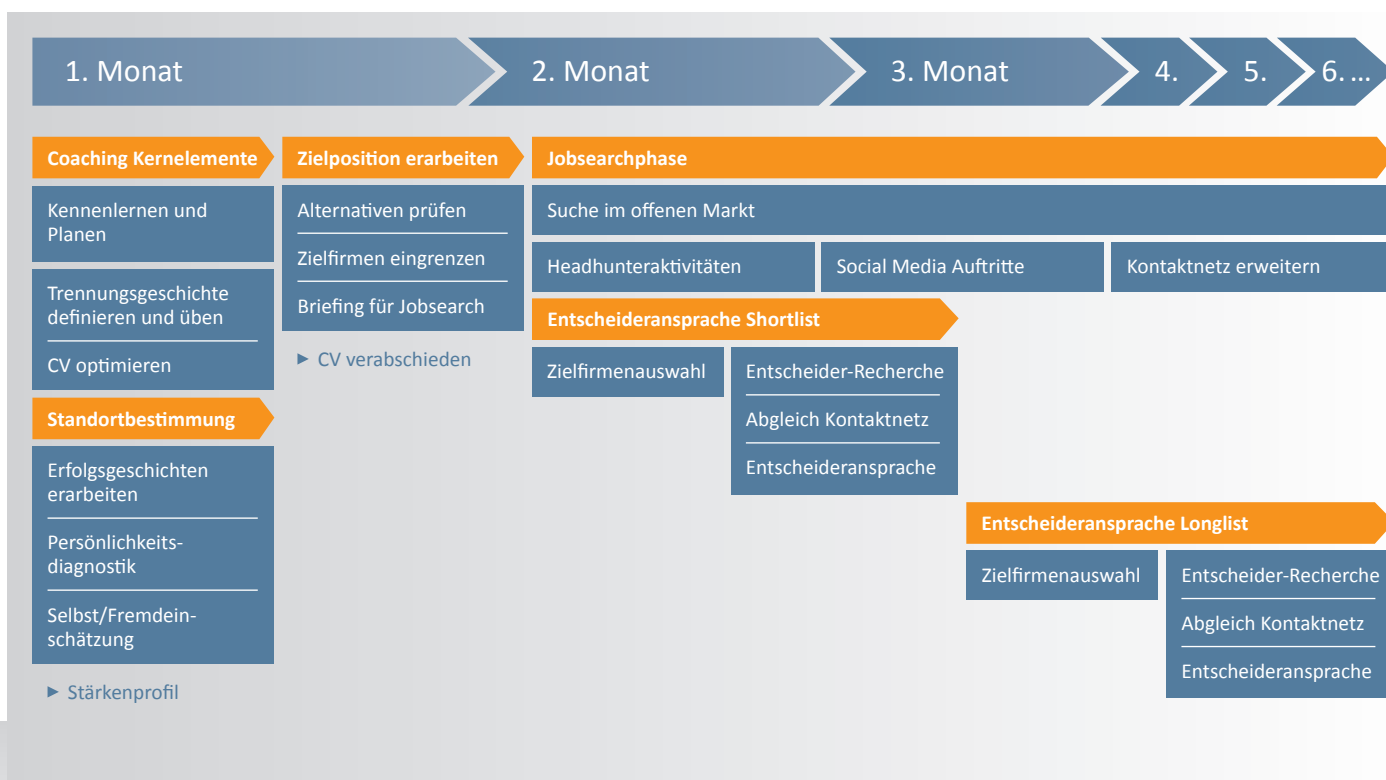 1. Monat
2. Monat
3. Monat
4.
5.
6. ...
Coaching Kernelemente
Kennenlernen und
Planen
Trennungsgeschichte
definieren und üben
CV optimieren
Standortbestimmung
Erfolgsgeschichten
erarbeiten
Persönlichkeits-
diagnostik
Selbst/Fremdein-
schätzung
► Stärkenprofil
Zielposition erarbeiten
Alternativen prüfen
Zielfirmen eingrenzen
Briefing für Jobsearch
► CV verabschieden
Jobsearchphase
Suche im offenen Markt
Headhunteraktivitäten
Social Media Auftritte
Kontaktnetz erweitern
Entscheideransprache Shortlist
Zielfirmenauswahl
Entscheider-Recherche
Abgleich Kontaktnetz
Entscheideransprache
Entscheideransprache Longlist
Zielfirmenauswahl
Entscheider-Recherche
Abgleich Kontaktnetz
Entscheideransprache